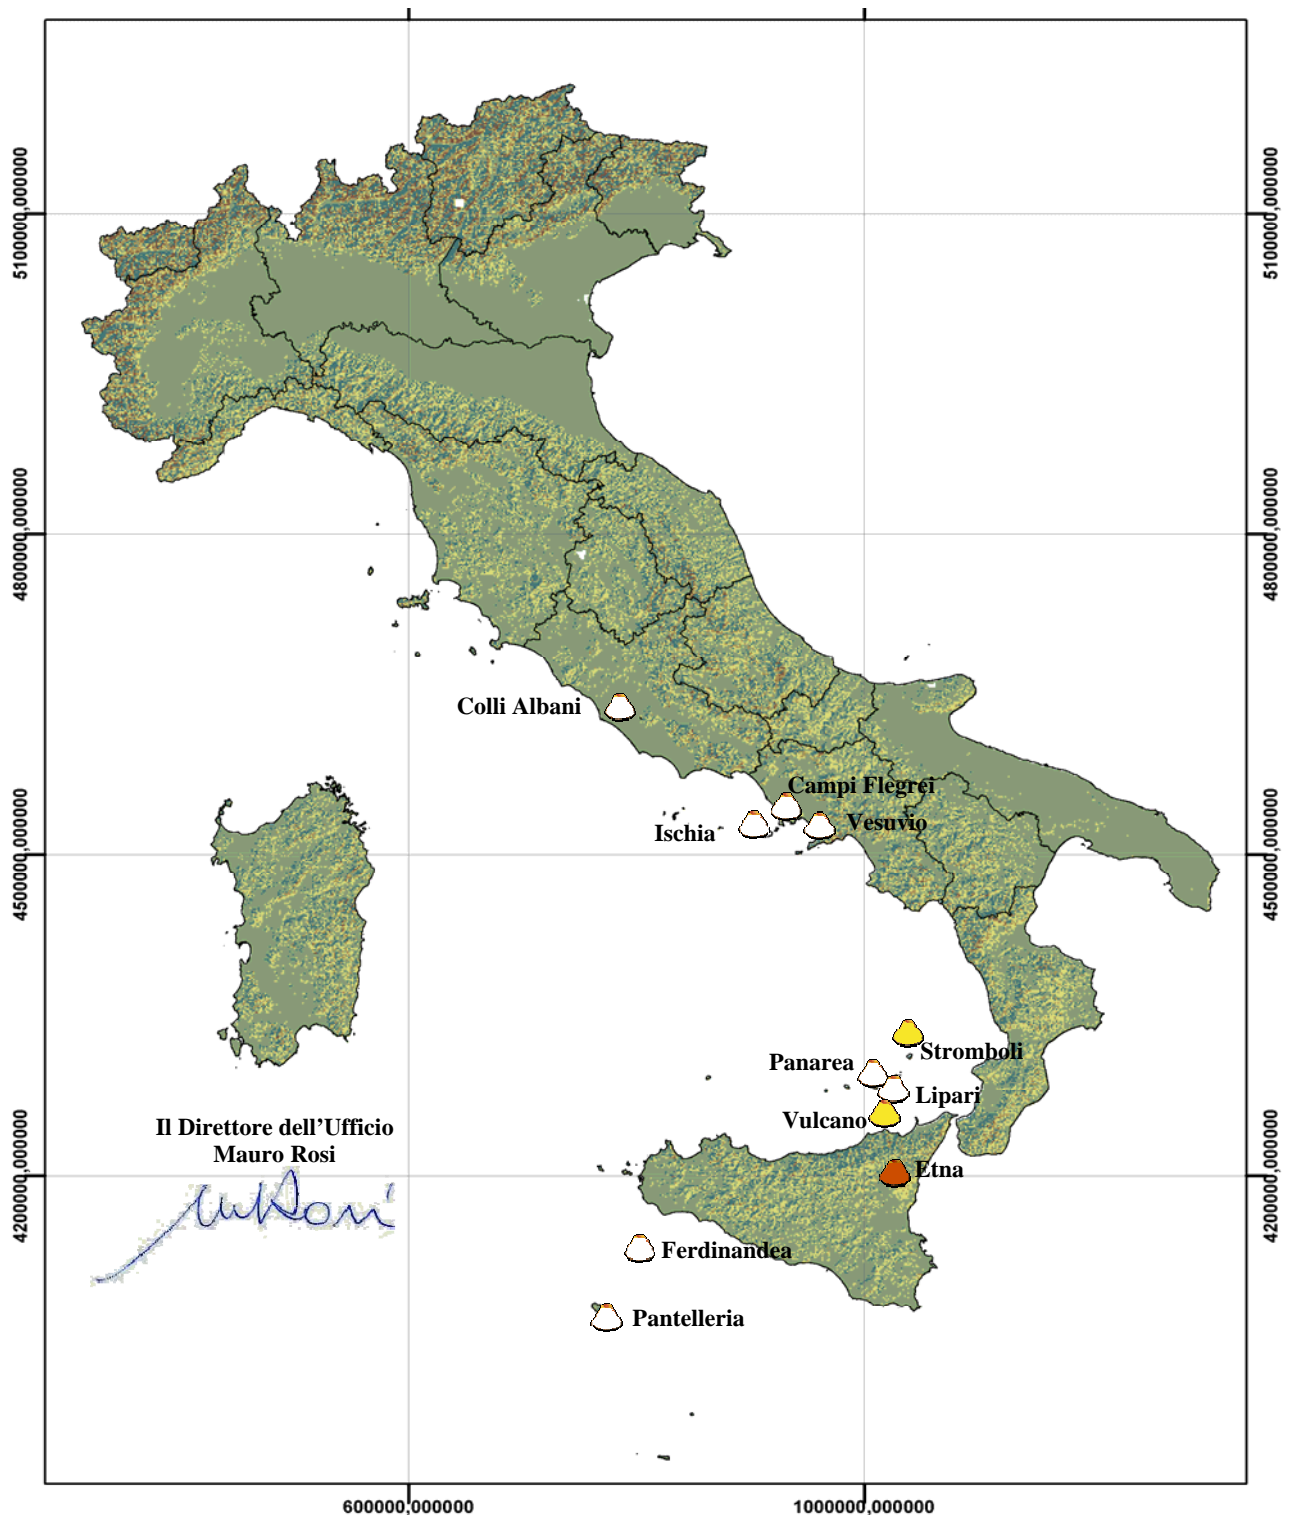 5100000,000000
5100000,000000
4800000,000000
4800000,000000
Colli Albani
Campi Flegrei
Ischia
Vesuvio
4500000,000000
4500000,000000
Stromboli
Panarea
Lipari
Vulcano
Il Direttore dell’Ufficio
Mauro Rosi
Etna
4200000,000000
4200000,000000
Ferdinandea
Pantelleria
600000,000000
1000000,000000